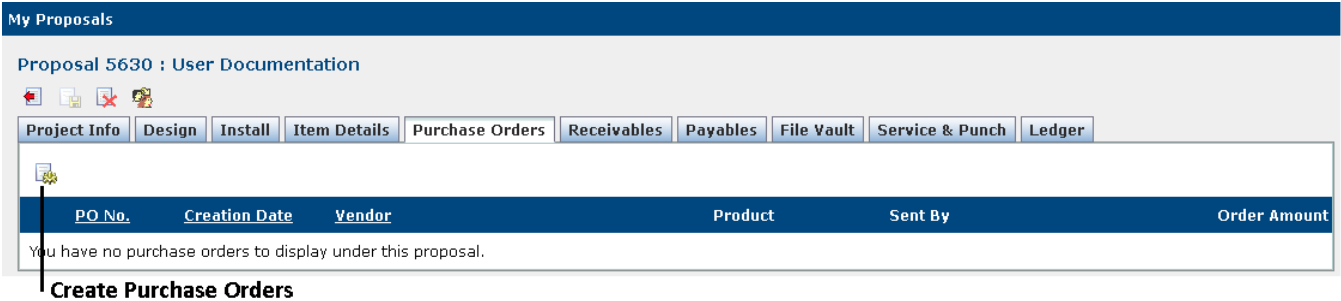 My Proposals
Proposal 5630 : User Documentation
Project Info Design Install Item Details Purchase Orders Receivables Payables File Vault Service & Punch Ledger
PO No. Creation Date Vendor Product Sent By Order Amount
You have no purchase orders to display under this proposal.
Create Purchase Orders